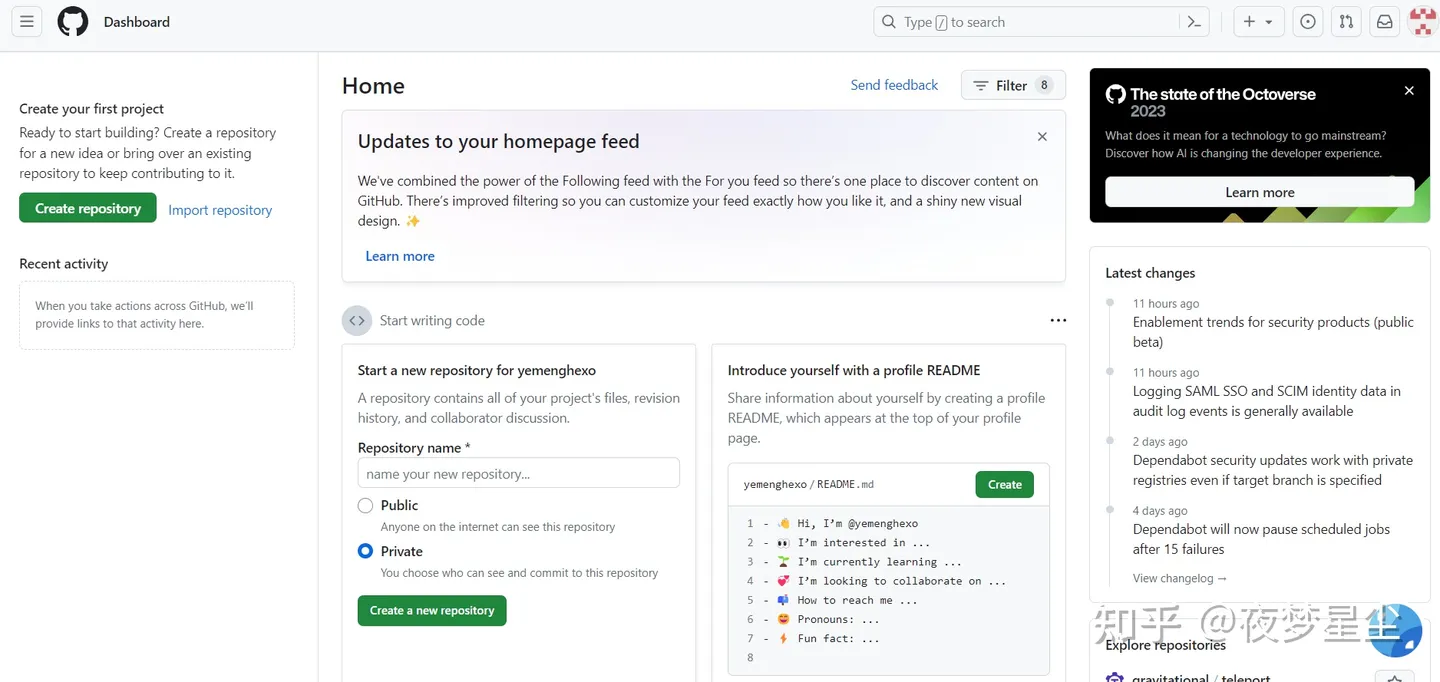 Dashboard
Type / to search
Create your first project
Ready to start building? Create a repository
for a new idea or bring over an existing
repository to keep contributing to it.
Create repository
Import repository
Recent activity
When you take actions across GitHub, we'll
provide links to that activity here.
Home
Send feedback
Filter 8
Updates to your homepage feed
We've combined the power of the Following feed with the For you feed so there's one place to discover content on
GitHub. There's improved filtering so you can customize your feed exactly how you like it, and a shiny new visual
design. ✨
Learn more
Start writing code
Start a new repository for yemenghexo
A repository contains all of your project's files, revision
history, and collaborator discussion.
Repository name *
name your new repository...
Public
Anyone on the internet can see this repository
Private
You choose who can see and commit to this repository
Create a new repository
Introduce yourself with a profile README
Share information about yourself by creating a profile
README, which appears at the top of your profile
page.
yemenghexo / README.md
Create
1 - 👋 Hi, I'm @yemenghexo
2 - 👀 I'm interested in ...
3 - 🌱 I'm currently learning ...
4 - 💞️ I'm looking to collaborate on ...
5 - 📫 How to reach me ...
6 - 😄 Pronouns: ...
7 - ⚡ Fun fact: ...
8
The state of the Octoverse
2023
What does it mean for a technology to go mainstream?
Discover how AI is changing the developer experience.
Learn more
Latest changes
11 hours ago
Enablement trends for security products (public
beta)
11 hours ago
Logging SAML SSO and SCIM identity data in
audit log events is generally available
2 days ago
Dependabot security updates work with private
registries even if target branch is specified
4 days ago
Dependabot will now pause scheduled jobs
after 15 failures
View changelog →
知乎 @夜梦星尘
Explore repositories
gravitational / teleport